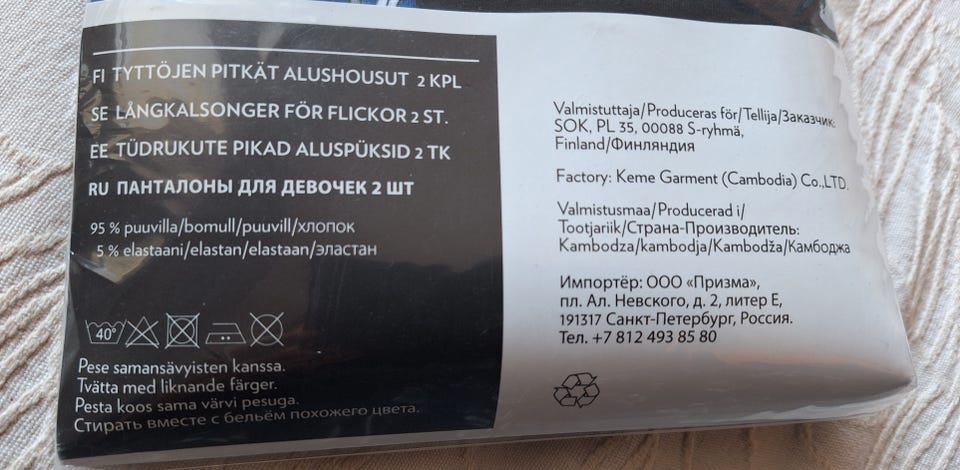 FI TYTTÖJEN PITKÄT ALUSHOUSUT 2 KPL
SE LÅNGKALSONGER FÖR FLICKOR 2 ST.
EE TÜDRUKUTE PIKAD ALUSPÜKSID 2 TK
RU ПАНТАЛОНЫ ДЛЯ ДЕВОЧЕК 2 ШТ
95 % puuvilla/bomull/puuvill/хлопок
5 % elastaani/elastan/elastaan/эластан
40°
Pese samansävyisten kanssa.
Tvätta med liknande färger.
Pesta koos sama värvi pesuga.
Стирать вместе с бельём похожего цвета.
Valmistuttaja/Produceras för/Tellija/Заказчик:
SOK, PL 35, 00088 S-ryhmä,
Finland/Финляндия
Factory: Keme Garment (Cambodia) Co.,LTD.
Valmistusmaa/Producerad i/
Tootjariik/Страна-Производитель:
Kambodza/kambodja/Kambodža/Камбоджа
Импортёр: ООО «Призма»,
пл. Ал. Невского, д. 2, литер Е,
191317 Санкт-Петербург, Россия.
Тел. +7 812 493 85 80